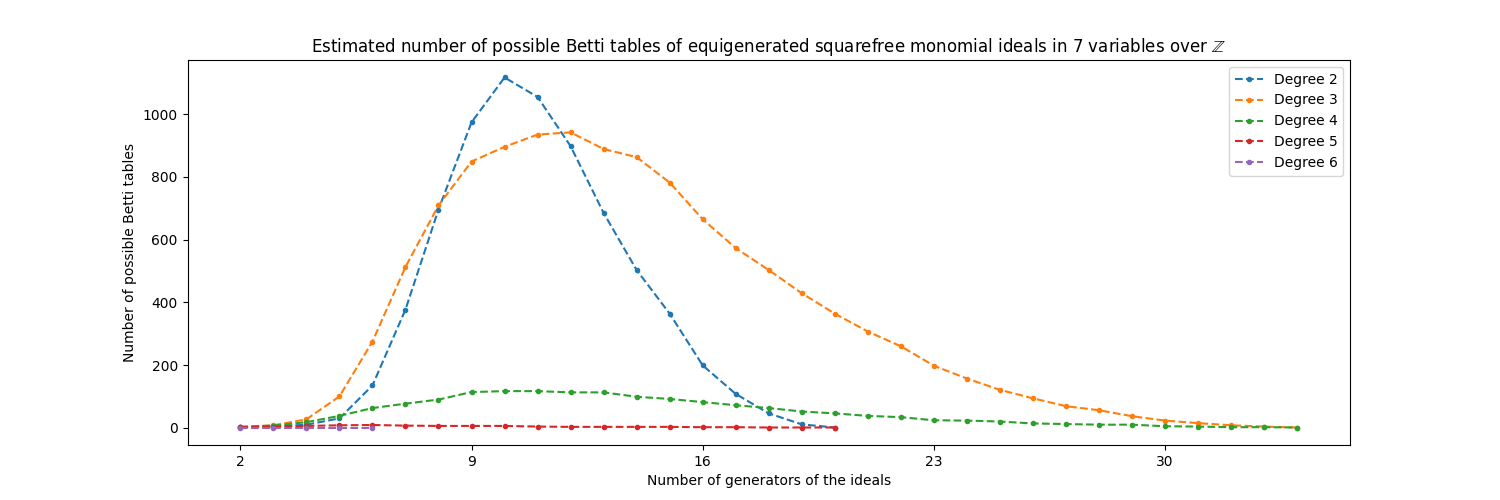 Estimated number of possible Betti tables of equigenerated squarefree monomial ideals in 7 variables over ℤ
Degree 2
Degree 3
Degree 4
Degree 5
Degree 6
Number of possible Betti tables
1000
800
600
400
200
0
2 9 16 23 30
Number of generators of the ideals